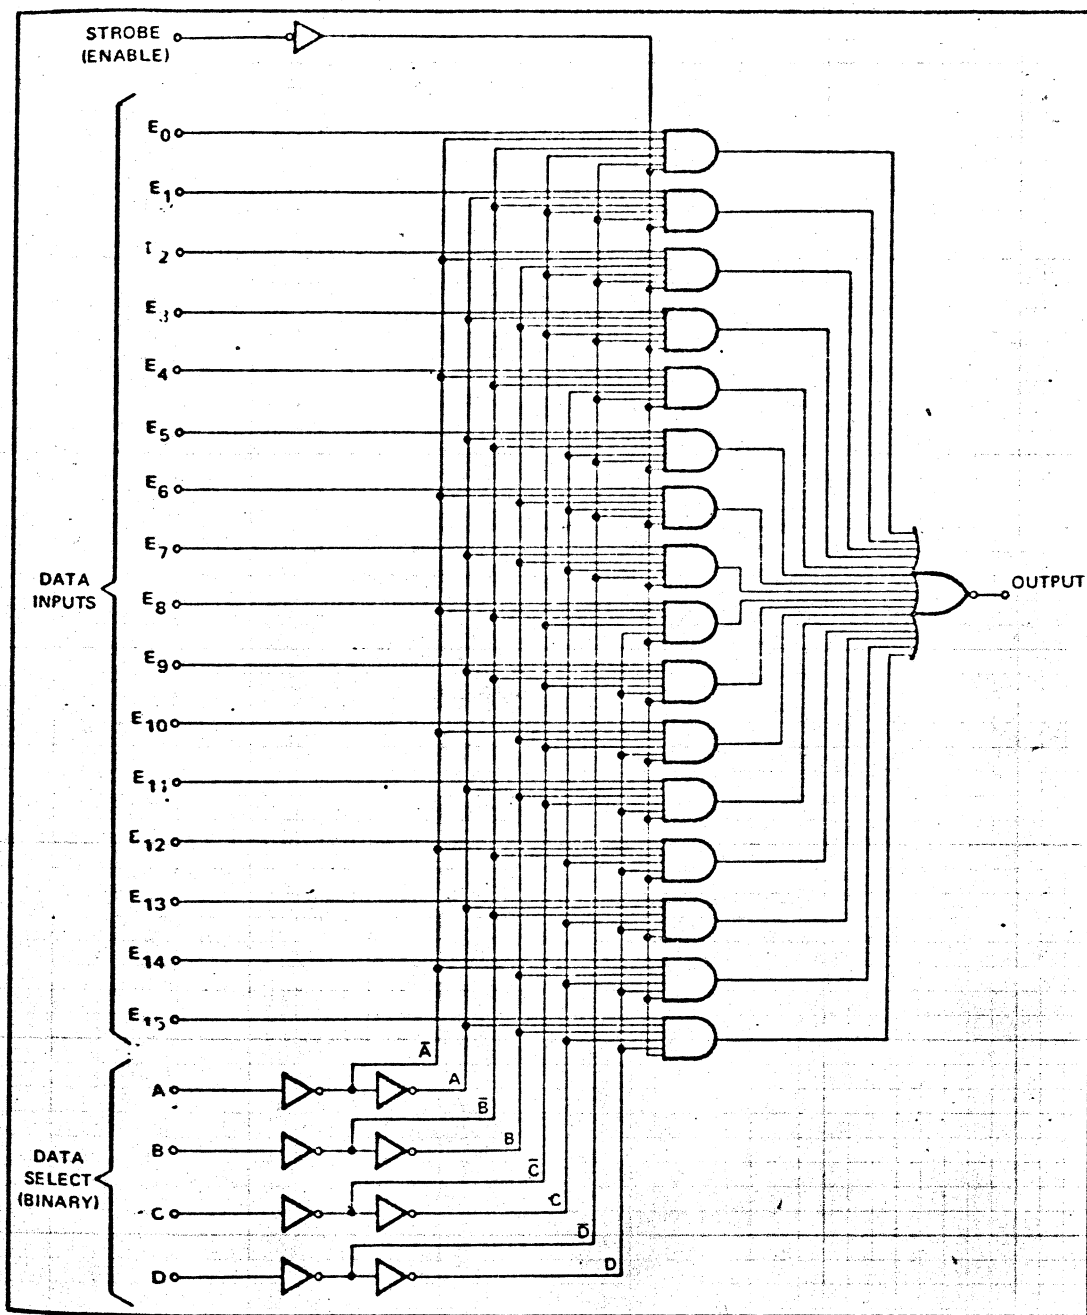 STROBE
(ENABLE)
E0
E1
I2
E3
E4
E5
E6
E7
DATA
INPUTS
OUTPUT
E8
E9
E10
E11
E12
E13
E14
E15
A̅
A
A
B̅
B
B
DATA
SELECT
(BINARY)
C̅
C
C
D̅
D
D